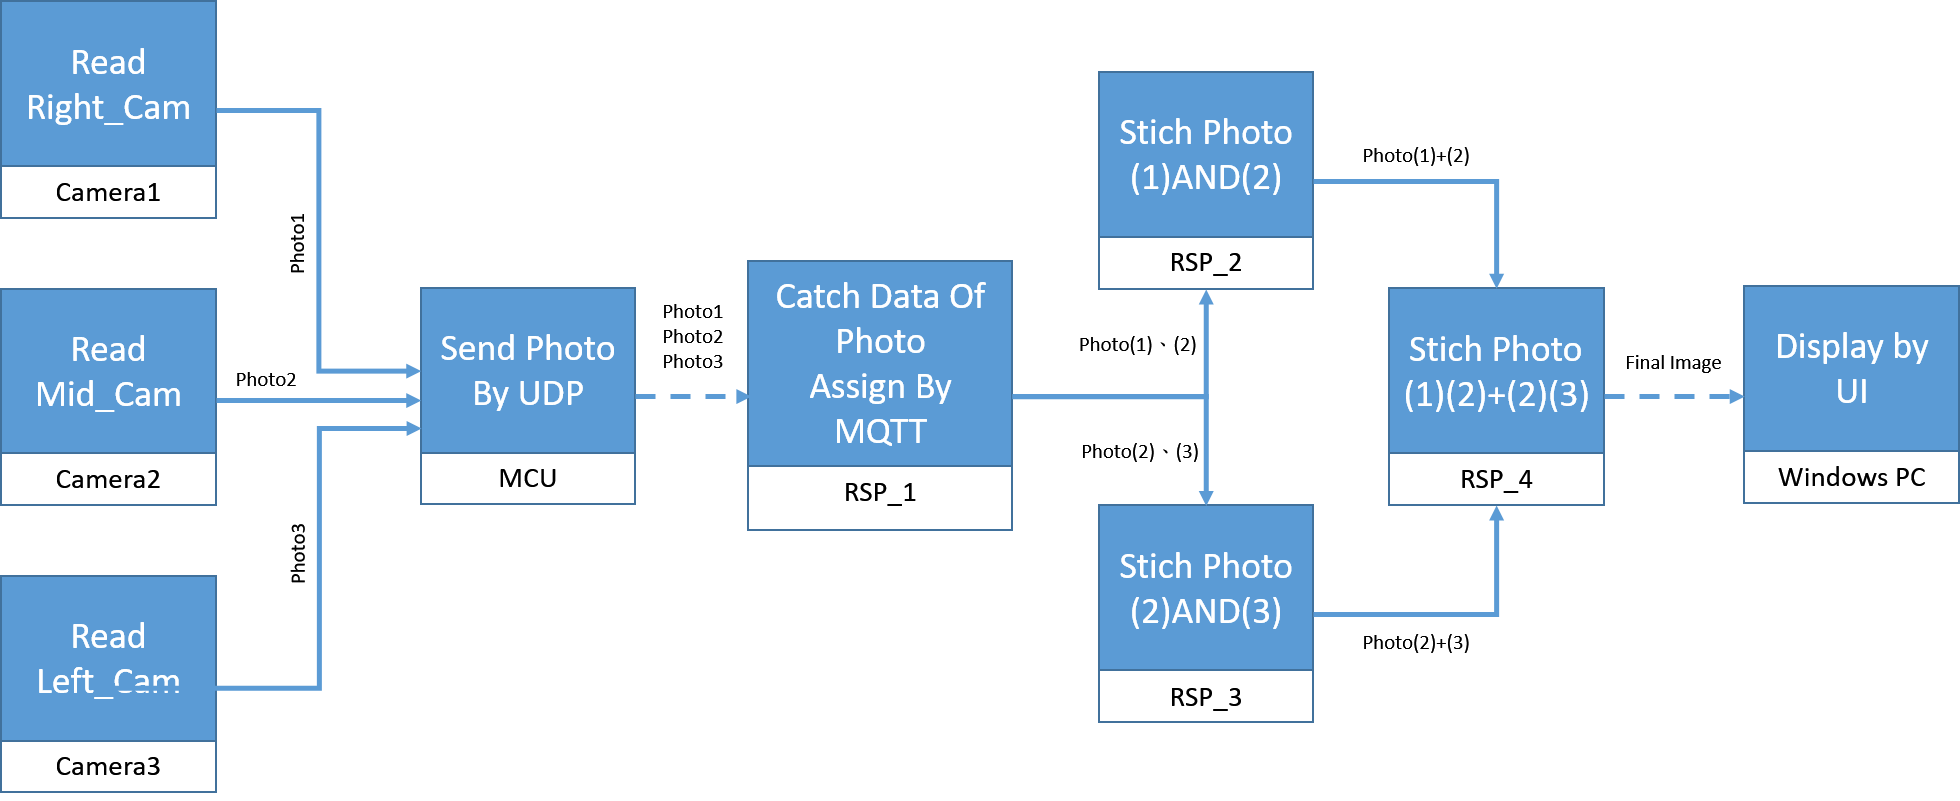 Read
Right_Cam
Camera1
Photo1
Read
Mid_Cam
Camera2
Photo2
Read
Left_Cam
Camera3
Photo3
Send Photo
By UDP
MCU
Photo1
Photo2
Photo3
Catch Data Of
Photo
Assign By
MQTT
RSP_1
Photo(1)、(2)
Photo(2)、(3)
Stich Photo
(1)AND(2)
RSP_2
Stich Photo
(2)AND(3)
RSP_3
Photo(1)+(2)
Photo(2)+(3)
Stich Photo
(1)(2)+(2)(3)
RSP_4
Final Image
Display by
UI
Windows PC